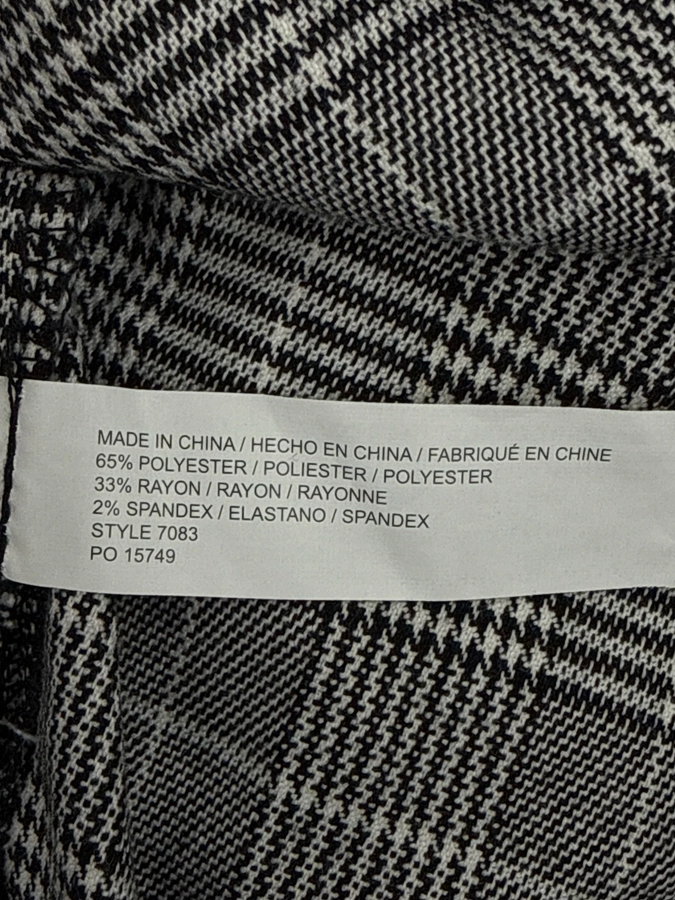 MADE IN CHINA / HECHO EN CHINA / FABRIQUÉ EN CHINE
65% POLYESTER / POLIESTER / POLYESTER
33% RAYON / RAYON / RAYONNE
2% SPANDEX / ELASTANO / SPANDEX
STYLE 7083
PO 15749